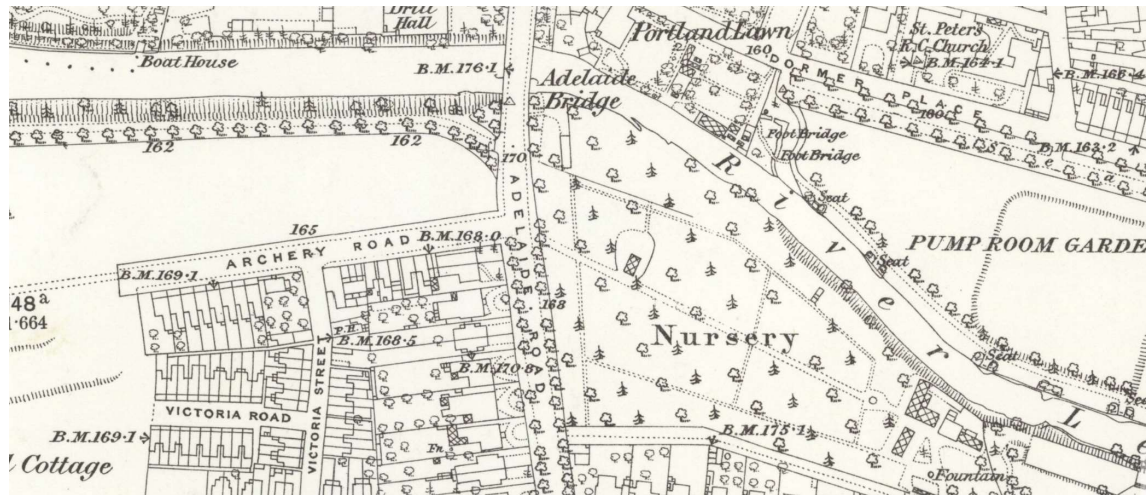 Drill
Hall
Boat House
B.M.176·1
Adelaide
Bridge
Portland Lawn
160
DORMER PLACE
160
St. Peter's
R.C. Church
B.M.164·1
B.M.165·4
B.M.163·2
162
162
170
Foot Bridge
Foot Bridge
Seat
River
L
165
ARCHERY ROAD
B.M.168·0
B.M.169·1
ADELAIDE ROAD
PUMP ROOM GARDE
Seat
48a
1·664
168
P.H.
B.M.168·5
B.M.170·8
Nursery
Seat
VICTORIA ROAD
VICTORIA STREET
B.M.169·1
Cottage
Fn.
B.M.175·1
Fountain